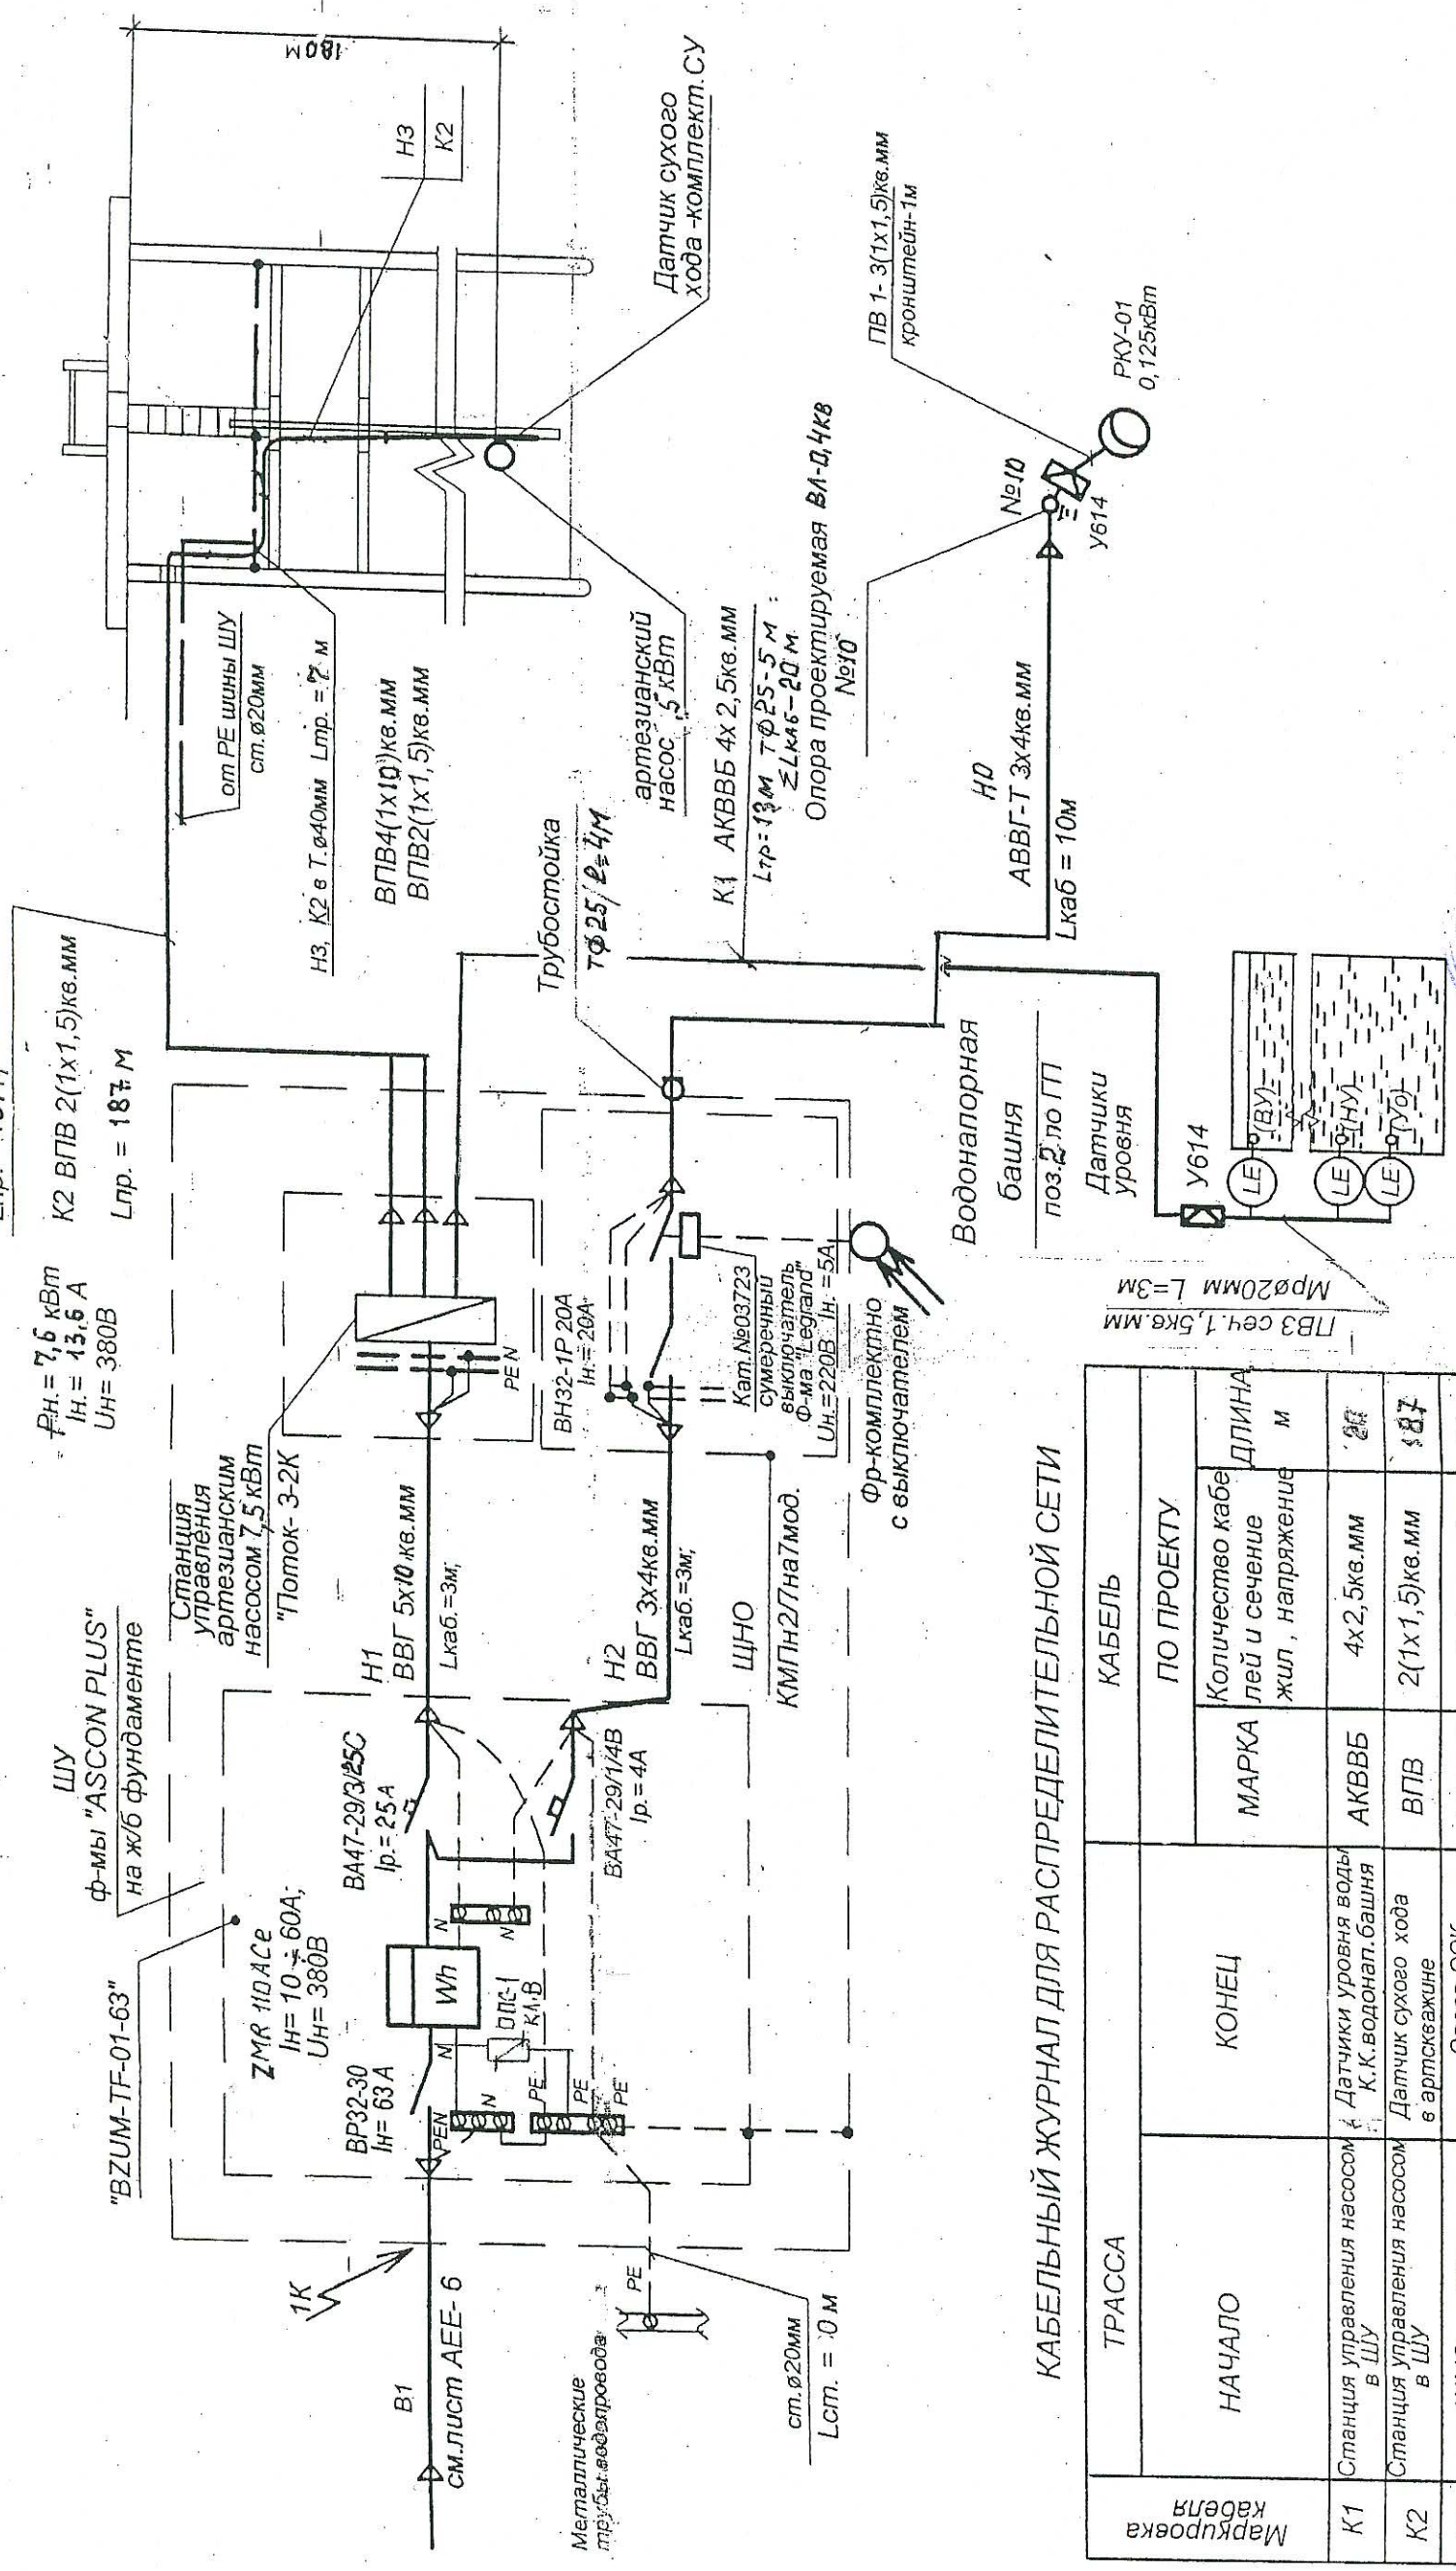 Рн.= 7,6 кВт
Iн.= 13,6 А
Uн= 380В
К2 ВПВ 2(1х1,5)кв.мм
Lпр. = 187 м
180м
Н3
К2
от РЕ шины ШУ
ст.ø20мм
Н3, К2 в Т.ø40мм Lтр. = 7 м
ВПВ4(1х10)кв.мм
ВПВ2(1х1,5)кв.мм
Датчик сухого
хода -комплект.СУ
артезианский
насос 5 кВт
ШУ
ф-мы "ASCON PLUS"
на ж/б фундаменте
"BZUM-TF-01-63"
ZMR 110ACe
Iн= 10÷60А;
Uн= 380В
ВР32-30
Iн= 63 А
PEN
N
Wh
N
ОПС-1
КЛ.В
N
N
PE
PE
PE
ВА47-29/3/25С
Iр.= 25 А
ВА47-29/1/4В
Iр.=4А
Станция
управления
артезианским
насосом 7,5 кВт
"Поток- 3-2К
PE N
Н1
ВВГ 5х10 кв.мм
Lкаб.=3м;
Н2
ВВГ 3х4кв.мм
Lкаб.=3м;
ЩНО
КМПн2/7на7мод.
ВН32-1Р 20А
Iн.=20А
Кат.№03723
сумеречный
выключатель
Ф-ма "Legrand"
Uн.=220В Iн. =5А
Фр-комплектно
с выключателем
Трубостойка
ТФ25/ℓ=4м
К1 АКВВБ 4х 2,5кв.мм
Lтр=13м ТФ25-5 м
ΣLкаб-20 м
Опора проектируемая ВЛ-0,4кв
№10
№10
У614
ПВ 1- 3(1х1,5)кв.мм
кронштейн-1м
РКУ-01
0,125кВт
АВВГ-Т 3х4кв.мм
Lкаб = 10м
Водонапорная
башня
поз.2 по ГП
Датчики
уровня
У614
LE
(ВУ)
LE
(НУ)
LE
ПВ3 сеч.1,5кв.мм
Мрø20мм L=3м
1К
В1
см.лист АЕЕ- 6
Металлические
трубы водопровода
PE
ст.ø20мм
КАБЕЛЬНЫЙ ЖУРНАЛ ДЛЯ РАСПРЕДЕЛИТЕЛЬНОЙ СЕТИ
Маркировка
кабеля
ТРАССА
КАБЕЛЬ
НАЧАЛО
КОНЕЦ
ПО ПРОЕКТУ
МАРКА
Количество кабе
лей и сечение
жил , напряжение
ДЛИНА
м
К1
Станция управления насосом
в ШУ
Датчики уровня воды
К.К.водонап.башня
АКВВБ
4х2,5кв.мм
20
К2
Станция управления насосом
в ШУ
Датчик сухого хода
в артскважине
ВПВ
2(1х1,5)кв.мм
187